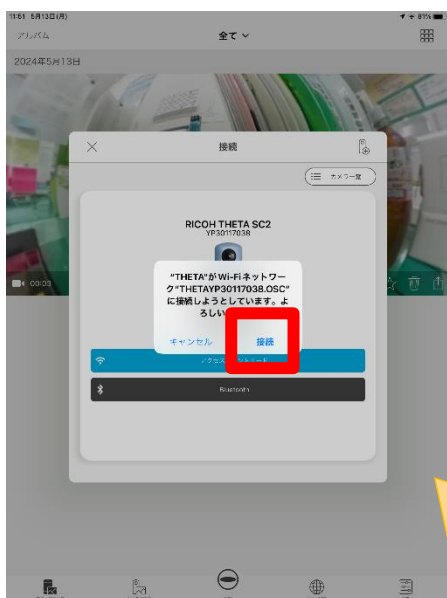 11:51 5月13日(月)
81%
アルバム
全て
2024年5月13日
接続
カメラ一覧
RICOH THETA SC2
YP30117038
"THETA"がWi-Fiネットワー
ク"THETAYP30117038.OSC"
に接続しようとしています。よ
ろしい
キャンセル
接続
Bluetooth
00:03